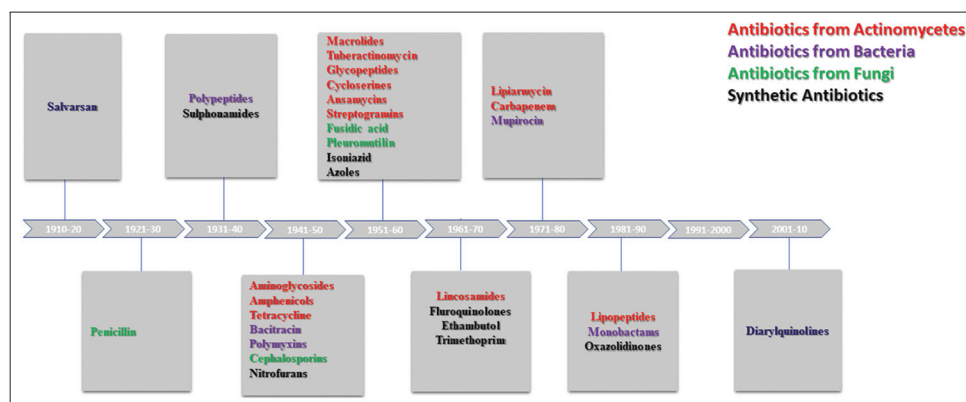 Antibiotics from Actinomycetes
Antibiotics from Bacteria
Antibiotics from Fungi
Synthetic Antibiotics
Salvarsan
Polypeptides
Sulphonamides
Macrolides
Tuberactinomycin
Glycopeptides
Cycloserines
Ansamycins
Streptogramins
Fusidic acid
Pleuromutilin
Isoniazid
Azoles
Lipiarmycin
Carbapenem
Mupirocin
1910-20
1921-30
1931-40
1941-50
1951-60
1961-70
1971-80
1981-90
1991-2000
2001-10
Penicillin
Aminoglycosides
Amphenicols
Tetracycline
Bacitracin
Polymyxins
Cephalosporins
Nitrofurans
Lincosamides
Fluroquinolones
Ethambutol
Trimethoprim
Lipopeptides
Monobactams
Oxazolidinones
Diarylquinolines